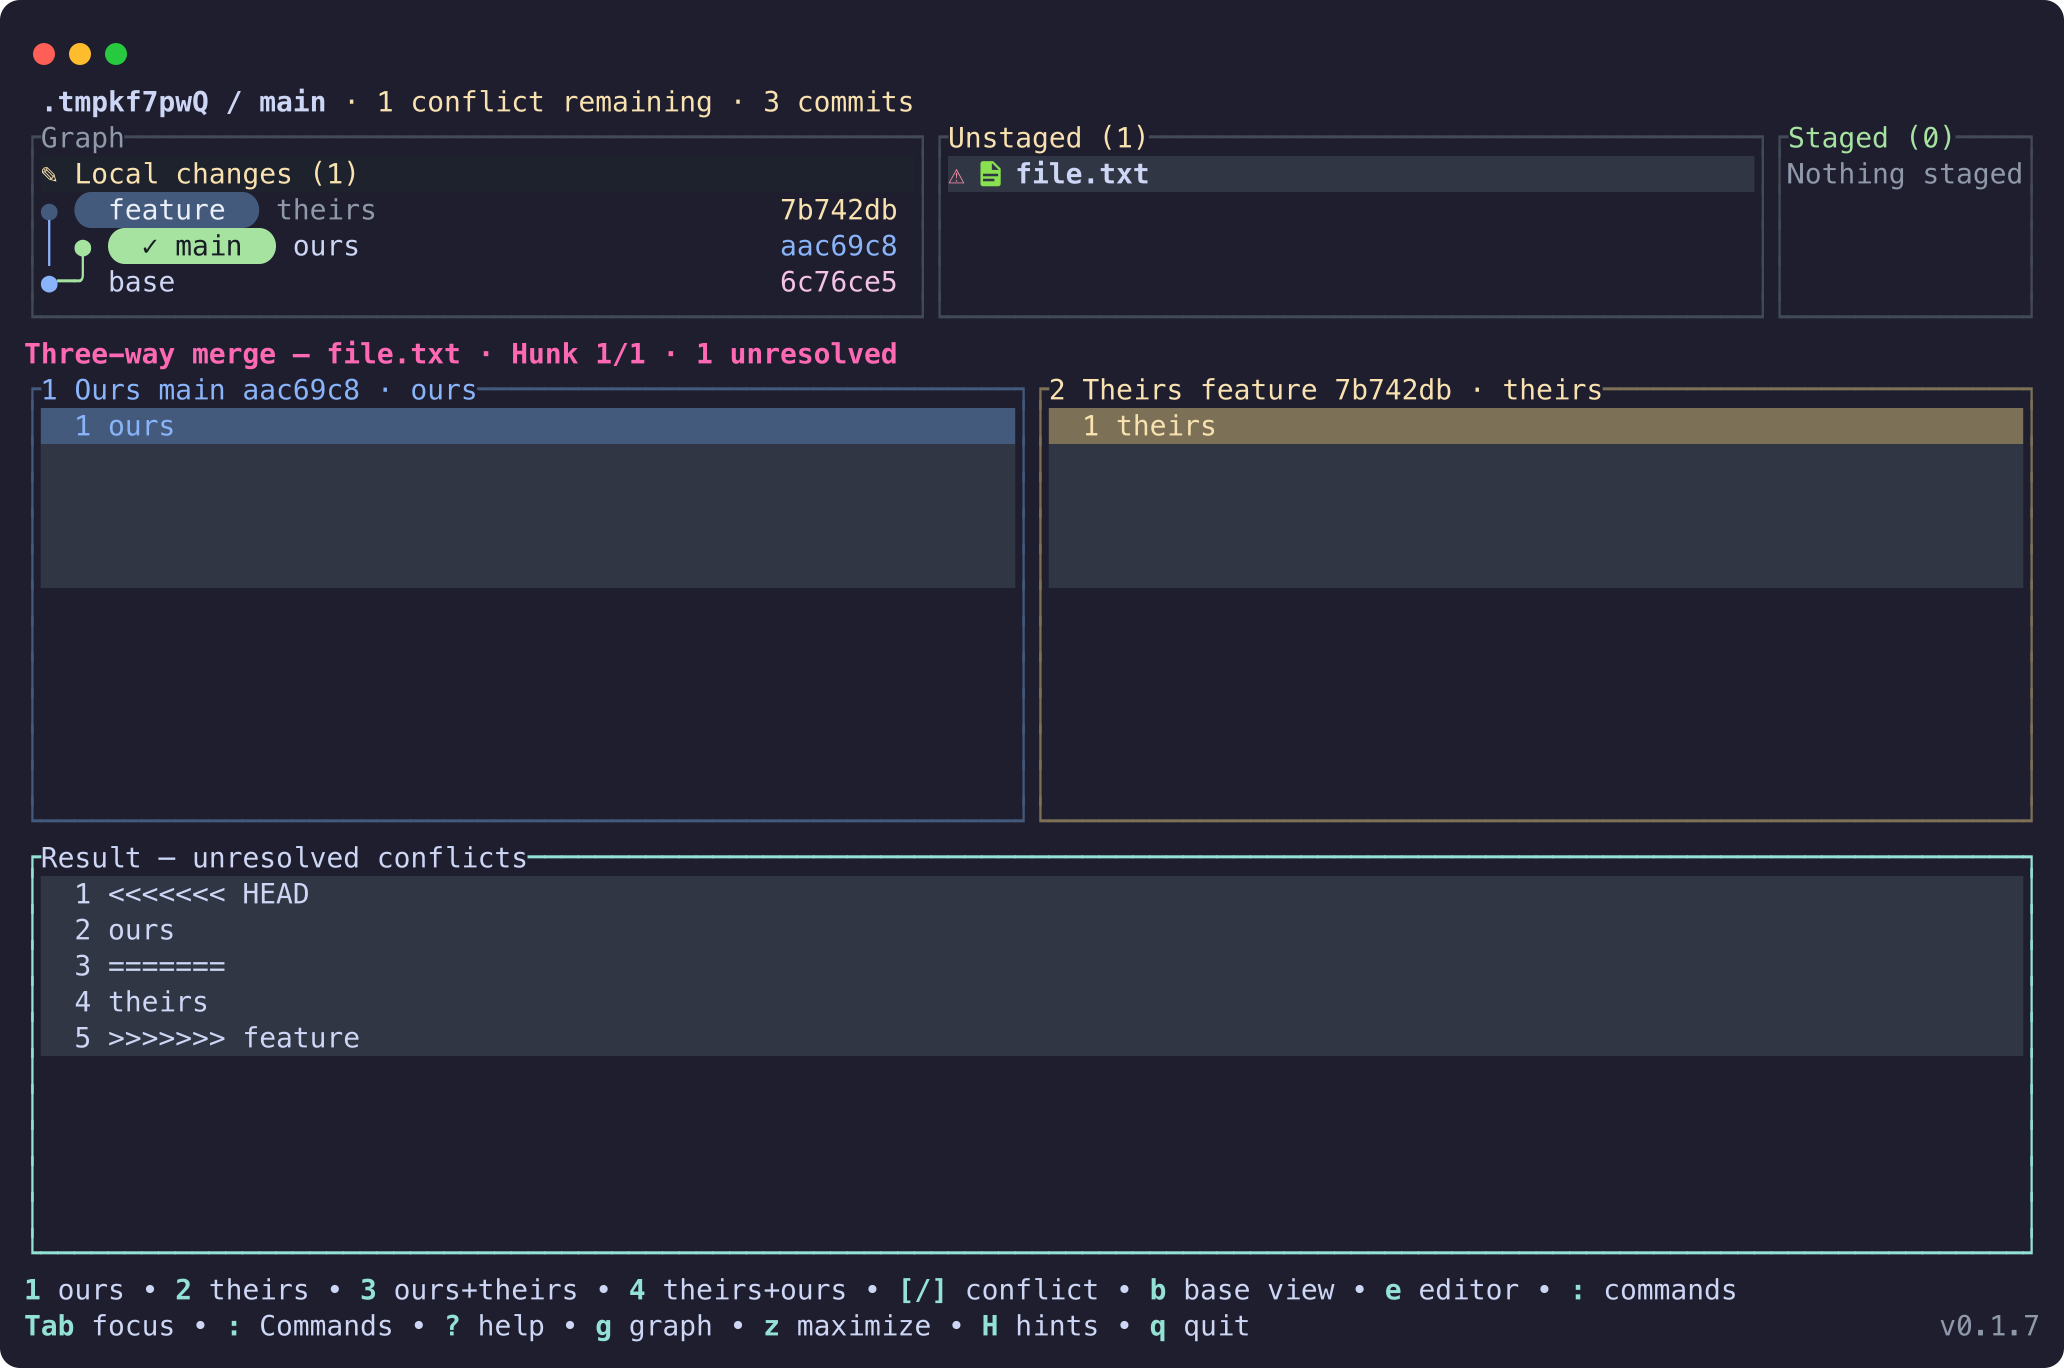 .tmpkf7pwQ / main · 1 conflict remaining · 3 commits
Graph
✎ Local changes (1)
feature theirs 7b742db
✓ main ours aac69c8
base 6c76ce5
Unstaged (1)
⚠ file.txt
Staged (0)
Nothing staged
Three-way merge — file.txt · Hunk 1/1 · 1 unresolved
1 Ours main aac69c8 · ours
1 ours
2 Theirs feature 7b742db · theirs
1 theirs
Result — unresolved conflicts
1 <<<<<<< HEAD
2 ours
3 =======
4 theirs
5 >>>>>>> feature
1 ours • 2 theirs • 3 ours+theirs • 4 theirs+ours • [/] conflict • b base view • e editor • : commands
Tab focus • : Commands • ? help • g graph • z maximize • H hints • q quit v0.1.7